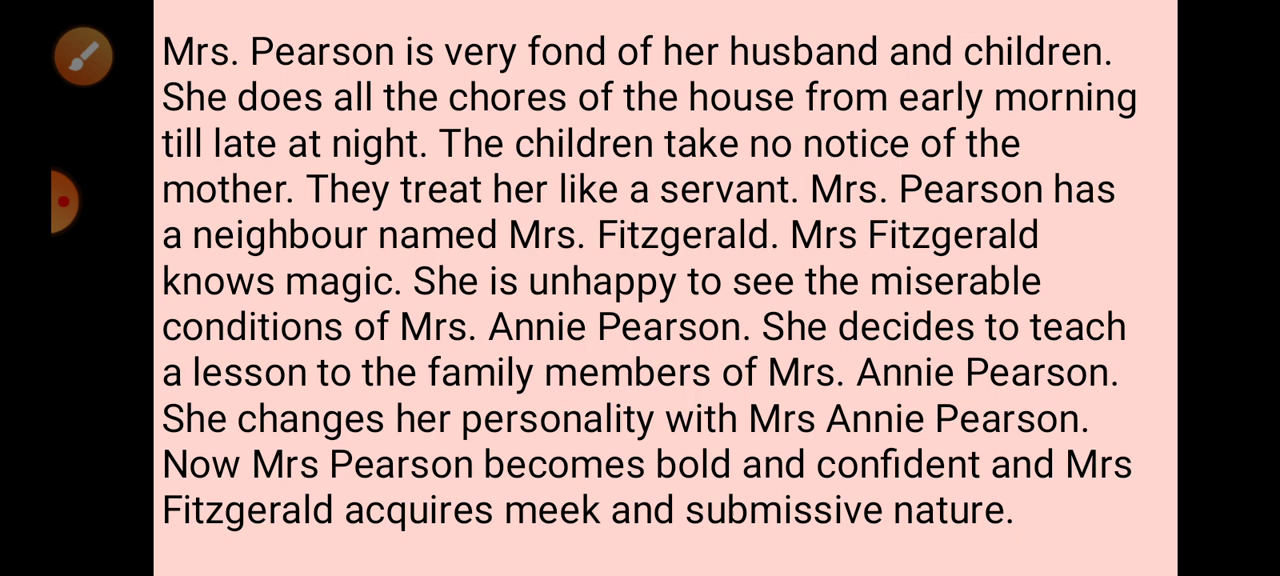 Mrs. Pearson is very fond of her husband and children.
She does all the chores of the house from early morning
till late at night. The children take no notice of the
mother. They treat her like a servant. Mrs. Pearson has
a neighbour named Mrs. Fitzgerald. Mrs Fitzgerald
knows magic. She is unhappy to see the miserable
conditions of Mrs. Annie Pearson. She decides to teach
a lesson to the family members of Mrs. Annie Pearson.
She changes her personality with Mrs Annie Pearson.
Now Mrs Pearson becomes bold and confident and Mrs
Fitzgerald acquires meek and submissive nature.